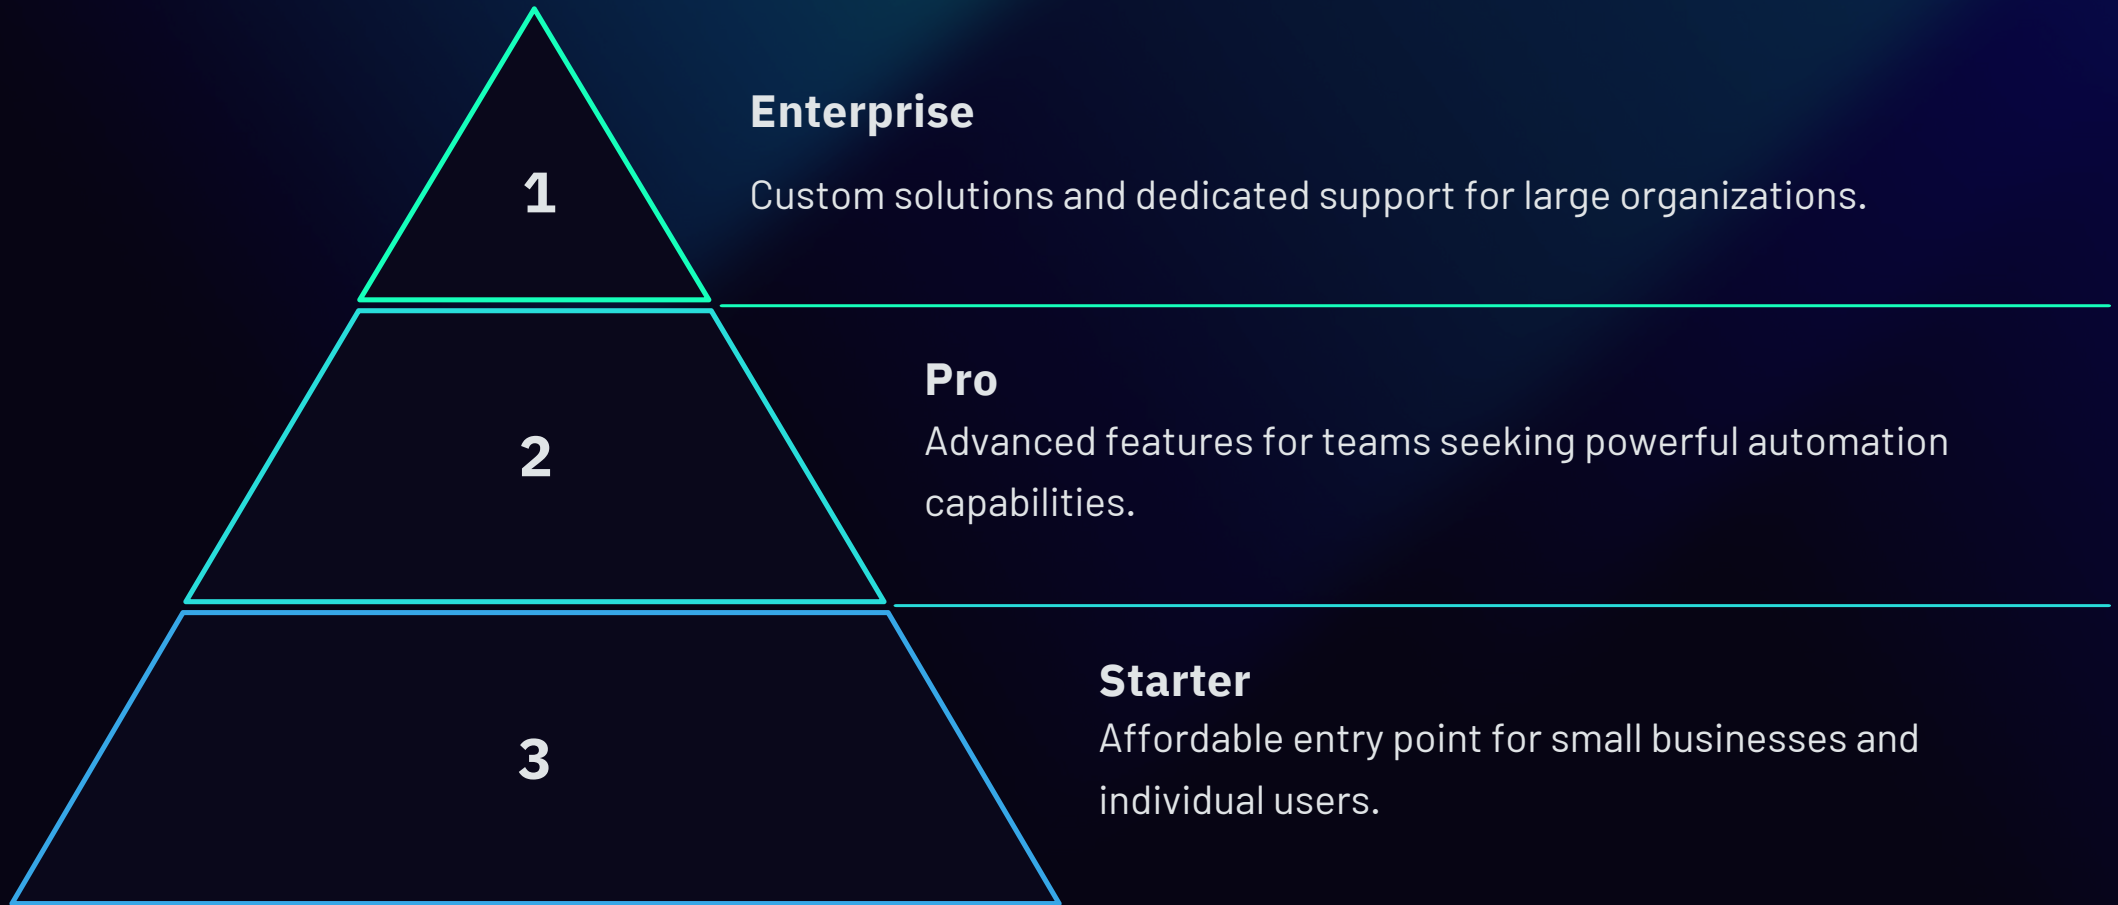 1
Enterprise
Custom solutions and dedicated support for large organizations.
2
Pro
Advanced features for teams seeking powerful automation
capabilities.
3
Starter
Affordable entry point for small businesses and
individual users.